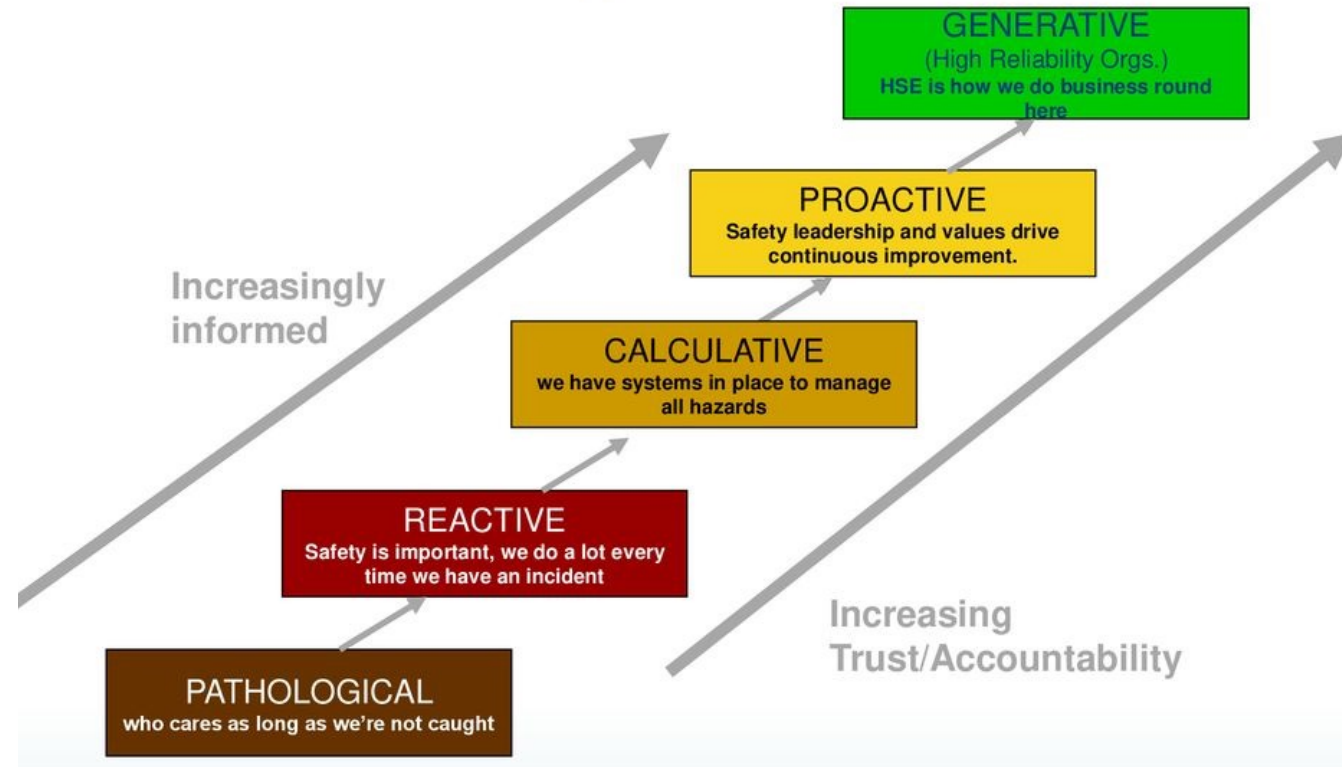 GENERATIVE
(High Reliability Orgs.)
HSE is how we do business round
here
PROACTIVE
Safety leadership and values drive
continuous improvement.
Increasingly
informed
CALCULATIVE
we have systems in place to manage
all hazards
REACTIVE
Safety is important, we do a lot every
time we have an incident
Increasing
Trust/Accountability
PATHOLOGICAL
who cares as long as we're not caught